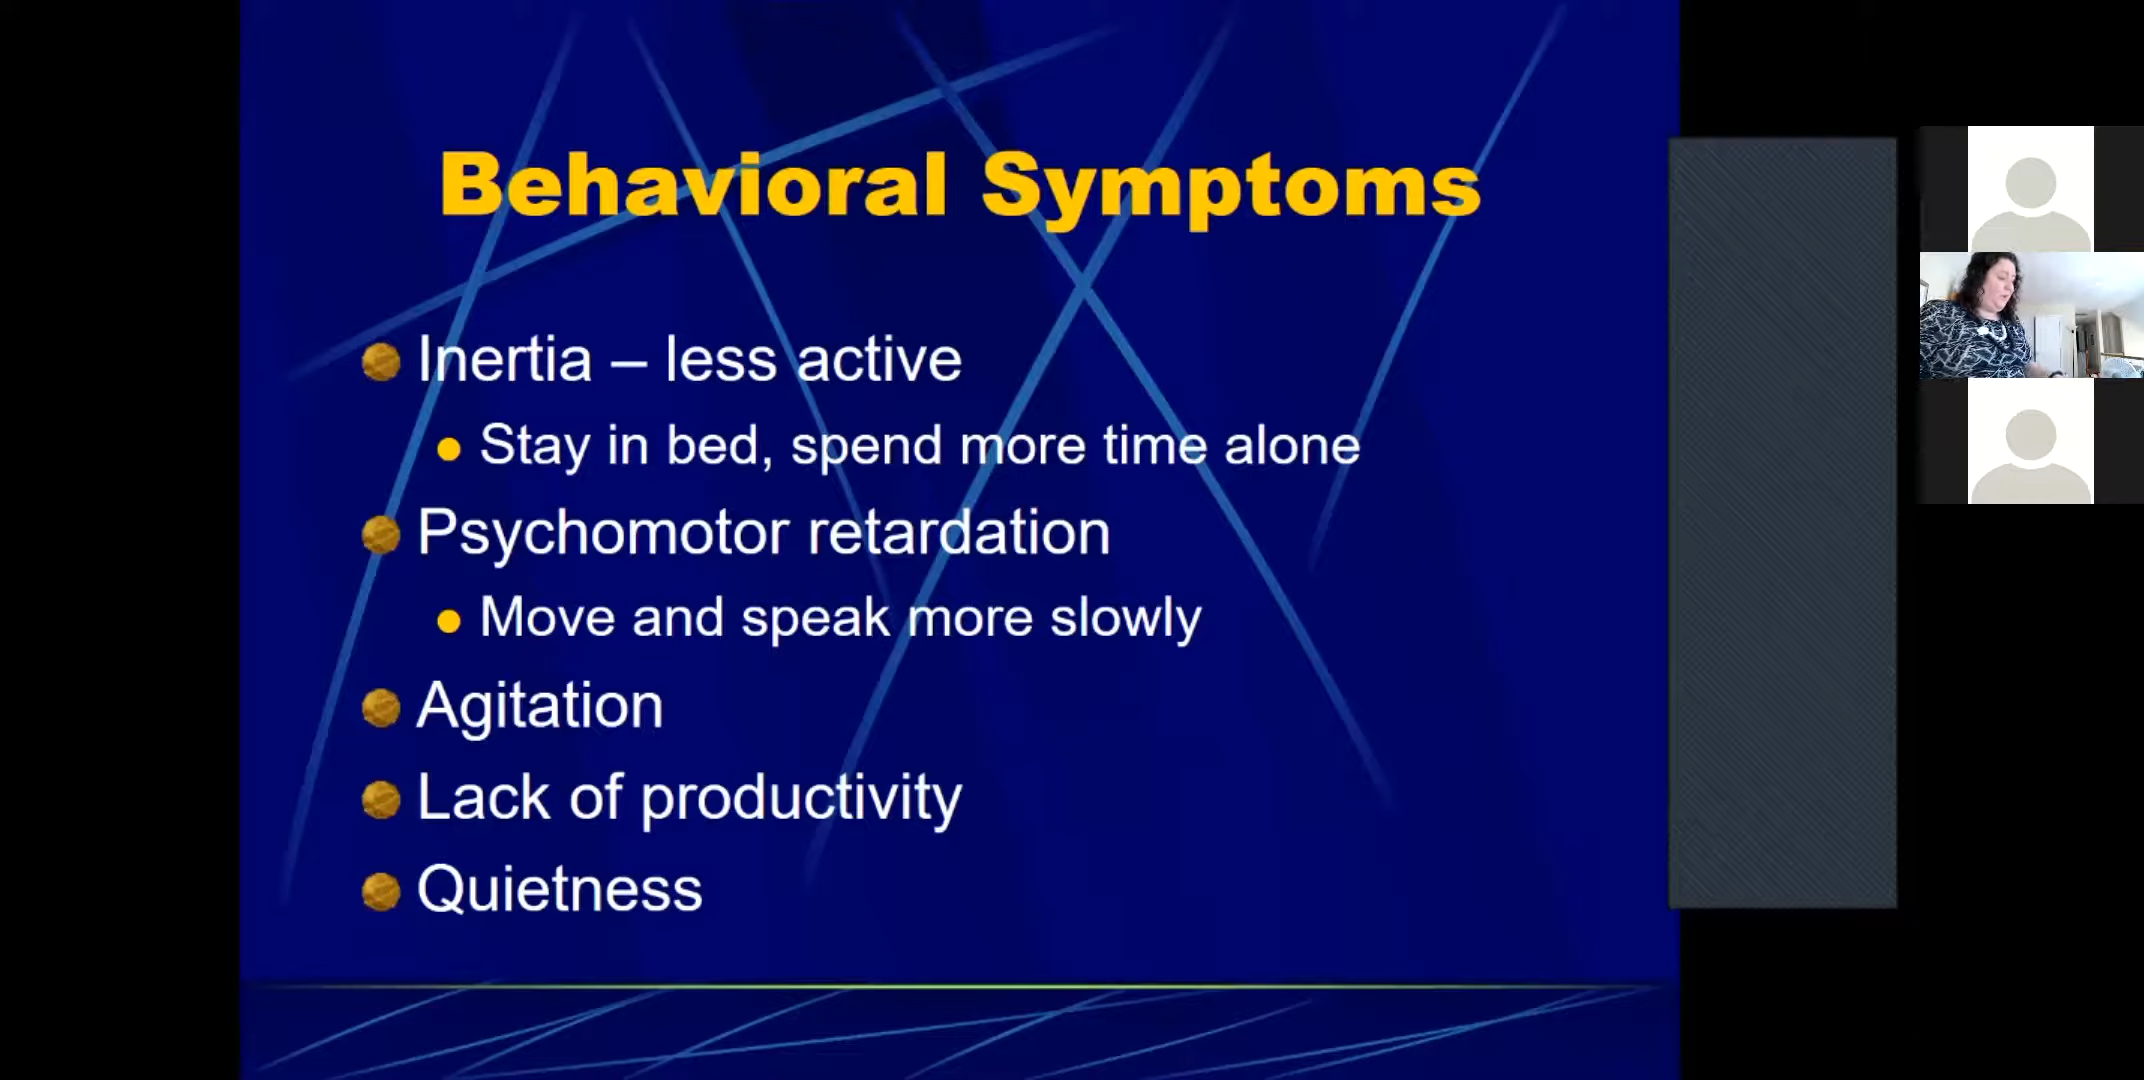 Behavioral Symptoms
Inertia – less active
Stay in bed, spend more time alone
Psychomotor retardation
Move and speak more slowly
Agitation
Lack of productivity
Quietness